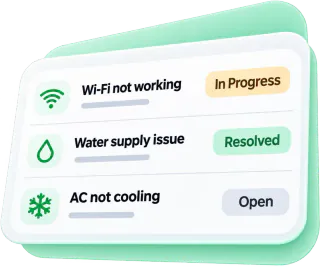 Wi-Fi not working
In Progress
Water supply issue
Resolved
AC not cooling
Open